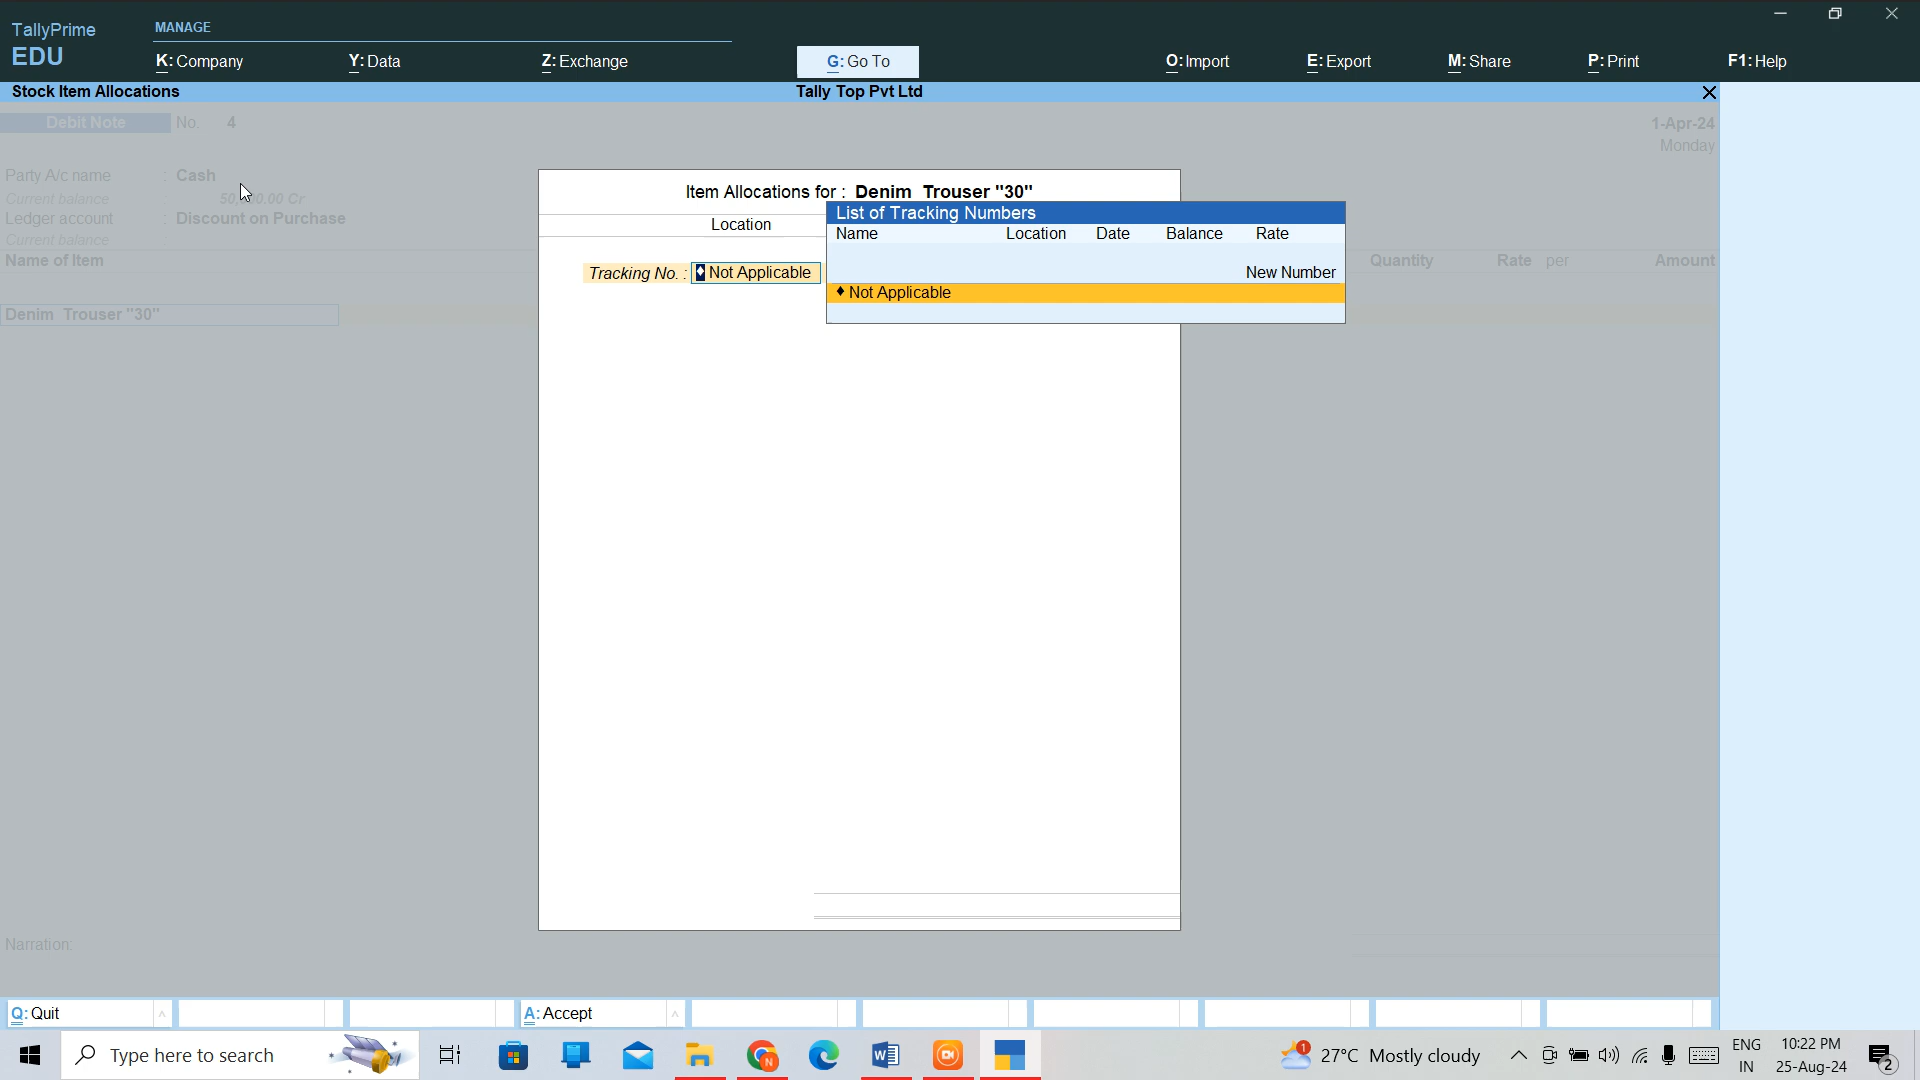 TallyPrime
EDU
MANAGE
K: Company
Y: Data
Z: Exchange
G: Go To
O: Import
E: Export
M: Share
P: Print
F1: Help
Stock Item Allocations
Tally Top Pvt Ltd
Debit Note No. 4
1-Apr-24
Monday
Party A/c name : Cash
Current balance
Ledger account : Discount on Purchase
Current balance
Name of Item
Quantity Rate per Amount
Denim Trouser "30"
Item Allocations for : Denim Trouser "30"
Location
Tracking No. : ♦ Not Applicable
List of Tracking Numbers
Name Location Date Balance Rate
New Number
♦ Not Applicable
Narration:
Q: Quit
A: Accept
Type here to search
1
27°C Mostly cloudy
ENG
IN
10:22 PM
25-Aug-24
2